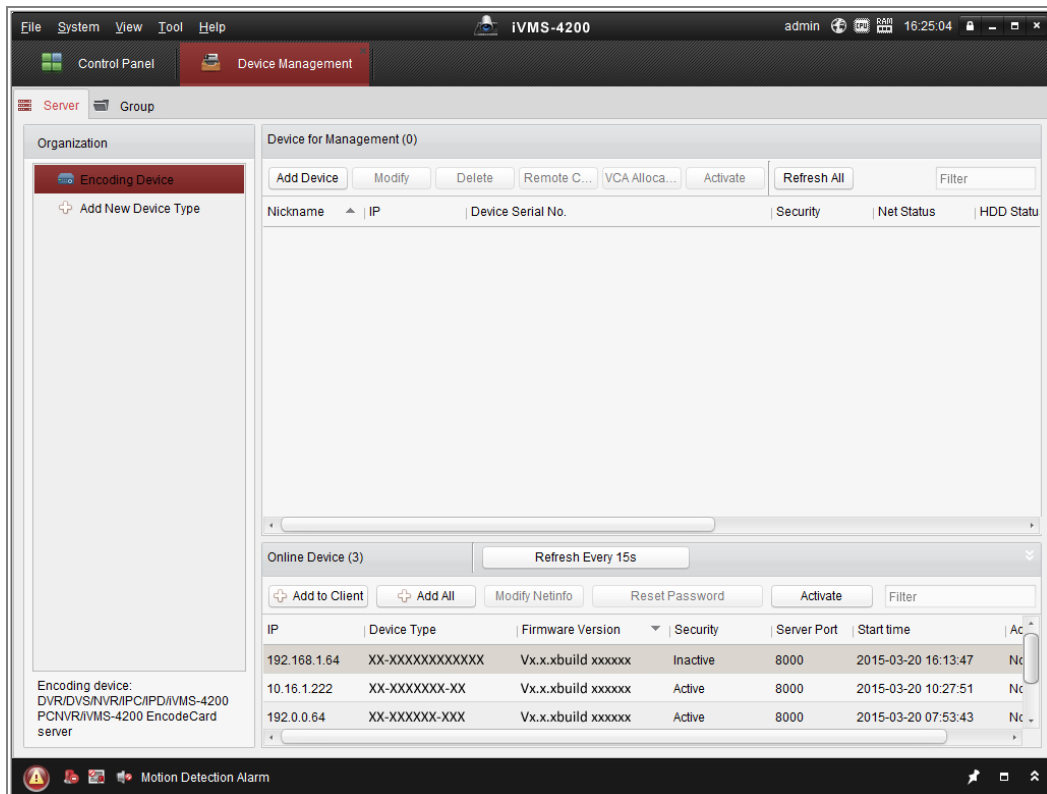 File System View Tool Help iVMS-4200 admin CPU RAM 16:25:04
Control Panel Device Management
Server Group
Organization
Encoding Device
Add New Device Type
Encoding device:
DVR/DVS/NVR/IPC/IPD/iVMS-4200
PCNVR/iVMS-4200 EncodeCard
server
Device for Management (0)
Add Device Modify Delete Remote C... VCA Alloca... Activate Refresh All Filter
Nickname IP Device Serial No. Security Net Status HDD Statu
Online Device (3) Refresh Every 15s
Add to Client Add All Modify Netinfo Reset Password Activate Filter
IP Device Type Firmware Version Security Server Port Start time Ac
192.168.1.64 XX-XXXXXXXXXXXX Vx.x.xbuild xxxxxx Inactive 8000 2015-03-20 16:13:47 No
10.16.1.222 XX-XXXXXXX-XX Vx.x.xbuild xxxxxx Active 8000 2015-03-20 10:27:51 No
192.0.0.64 XX-XXXXXX-XXX Vx.x.xbuild xxxxxx Active 8000 2015-03-20 07:53:43 No
Motion Detection Alarm